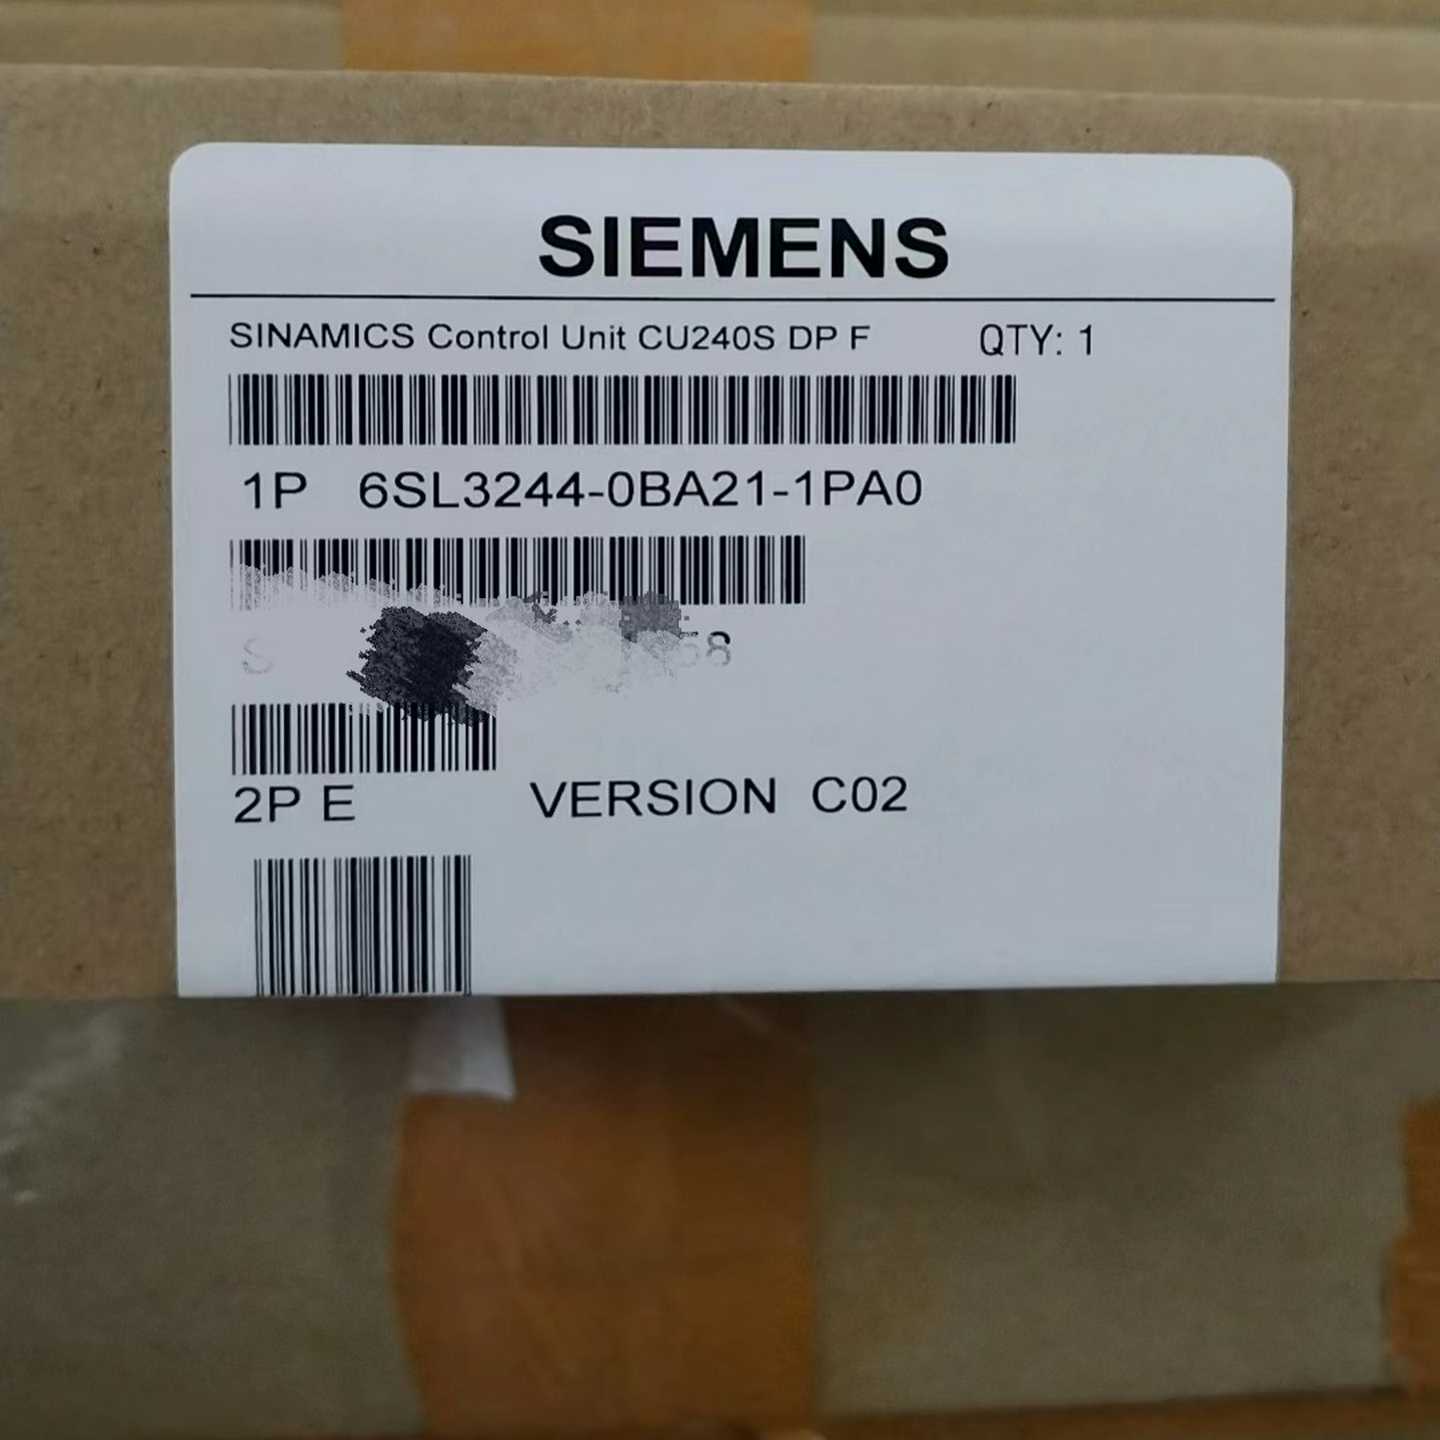 SIEMENS
SINAMICS Control Unit CU240S DP F QTY: 1
1P 6SL3244-0BA21-1PA0
S
2P E VERSION C02